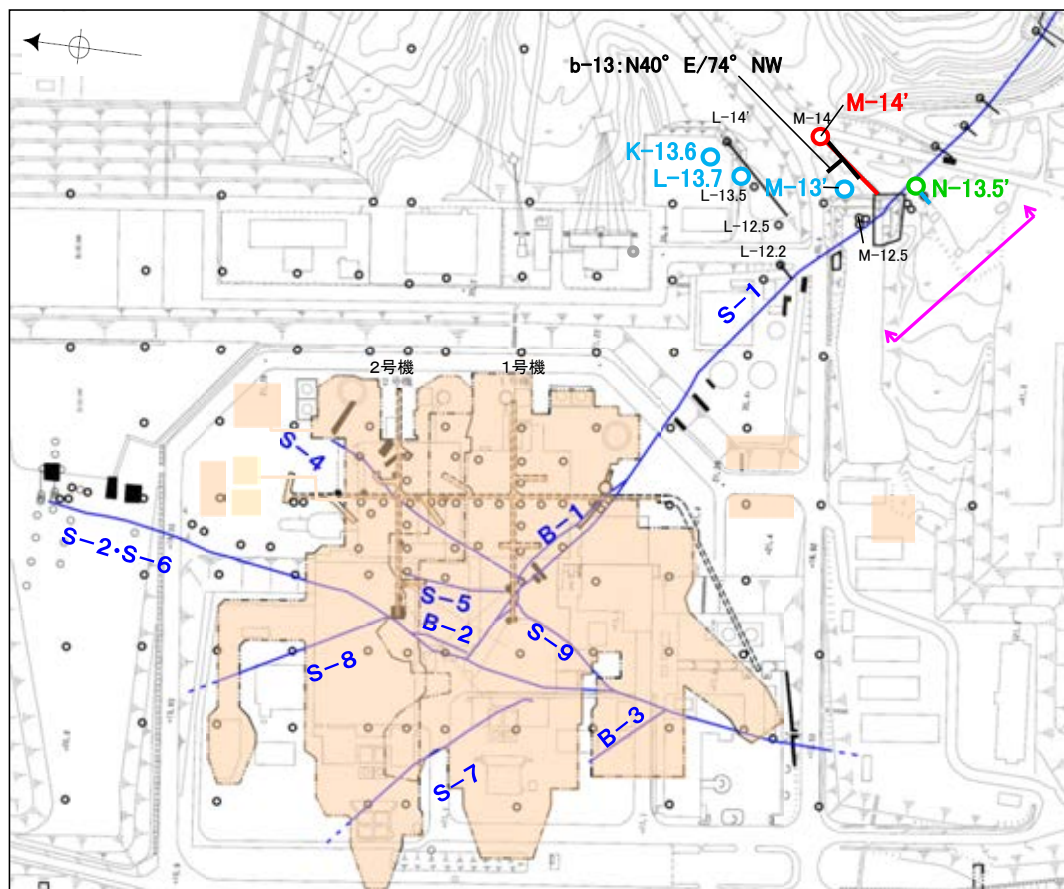 b-13:N40° E/74° NW
L-14'
M-14
M-14'
K-13.6
L-13.7
L-13.5
M-13'
N-13.5'
L-12.5
M-12.5
L-12.2
S-1
2号機
1号機
S-4
B-1
S-2・S-6
S-5
B-2
S-9
S-8
B-3
S-7